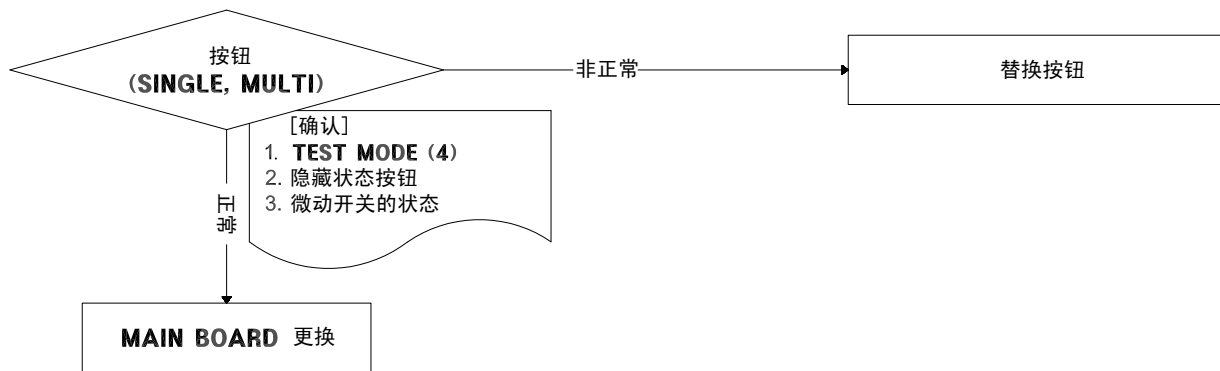 按钮
(SINGLE, MULTI)
非正常
替换按钮
[确认]
1. TEST MODE (4)
2. 隐藏状态按钮
3. 微动开关的状态
正常
MAIN BOARD 更换